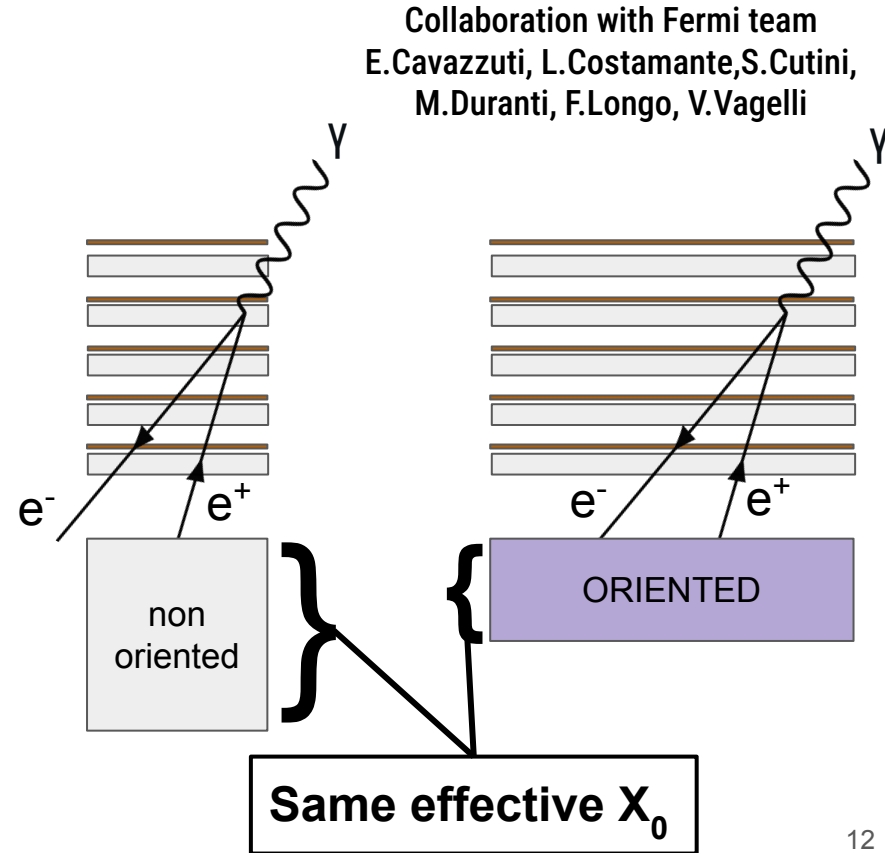 Collaboration with Fermi team
E.Cavazzuti, L.Costamante,S.Cutini,
M.Duranti, F.Longo, V.Vagelli
γ
γ
e-
e+
e-
e+
non
oriented
}
{
ORIENTED
Same effective X0
12